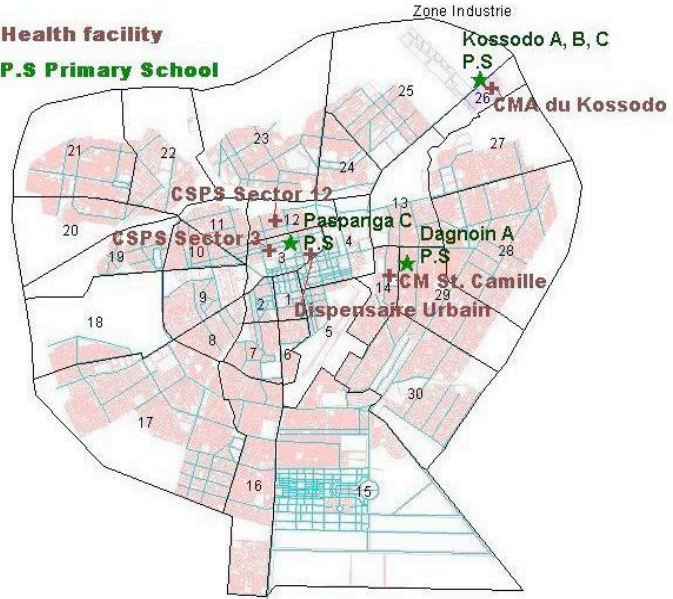 Zone Industrie
Health facility
Kossodo A, B, C
P.S
P.S Primary School
25
26
CMA du Kossodo
23
27
21
22
24
CSPS Sector 12
13
12
Paspanga C
P.S
11
20
CSPS Sector 3
4
Dagnoin A
P.S
10
3
19
28
14
CM St. Camille
29
9
2
1
Dispensaire Urbain
18
5
8
7
6
30
17
16
15